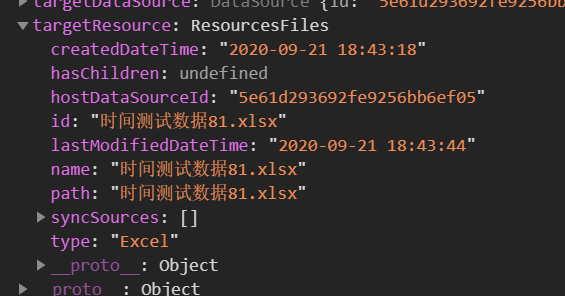 targetDataSource: DataSource {id: "5e61d293692fe9256bb
targetResource: ResourcesFiles
createdDateTime: "2020-09-21 18:43:18"
hasChildren: undefined
hostDataSourceId: "5e61d293692fe9256bb6ef05"
id: "时间测试数据81.xlsx"
lastModifiedDateTime: "2020-09-21 18:43:44"
name: "时间测试数据81.xlsx"
path: "时间测试数据81.xlsx"
syncSources: []
type: "Excel"
__proto__: Object
__proto__: Object